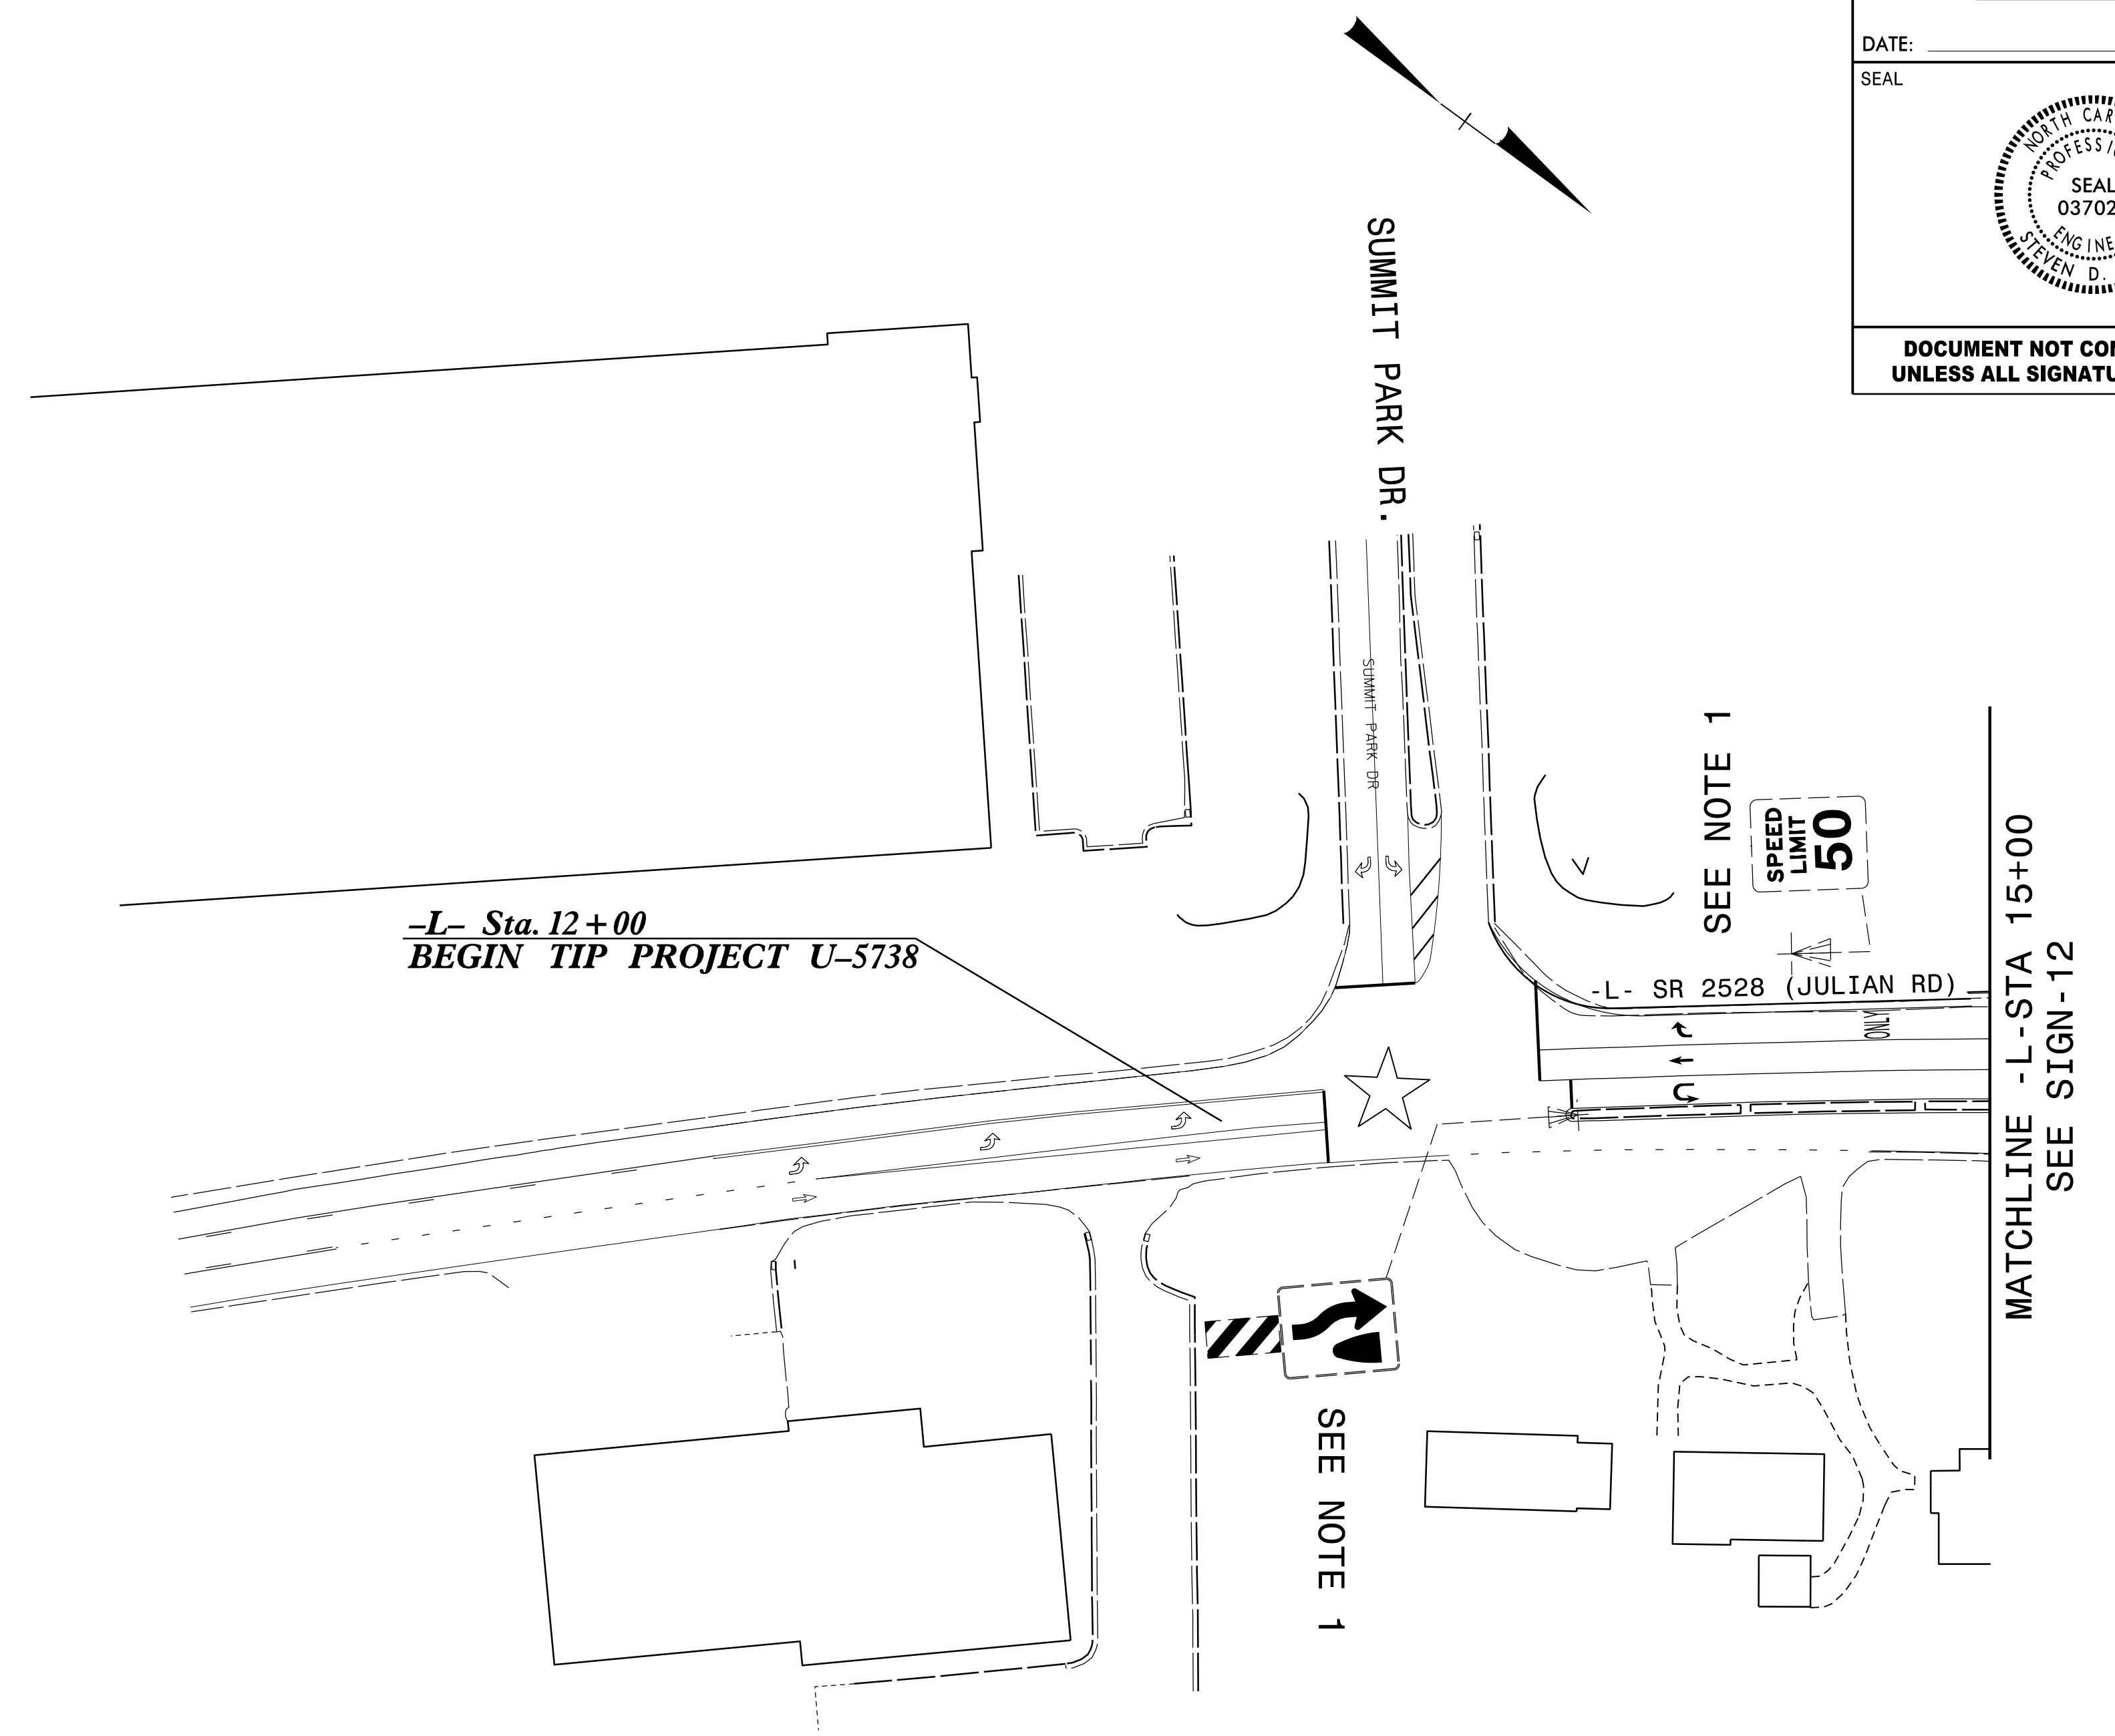 DATE:
SEAL
NORTH CAR
PROFESSI
SEAL
03702
ENGINE
STEVEN D.
DOCUMENT NOT CO
UNLESS ALL SIGNATU
SUMMIT PARK DR.
SUMMIT PARK DR
SEE NOTE 1
SPEED
LIMIT
50
-L- Sta. 12+00
BEGIN TIP PROJECT U-5738
-L- SR 2528 (JULIAN RD)
ONLY
MATCHLINE -L-STA 15+00
SEE SIGN-12
SEE NOTE 1